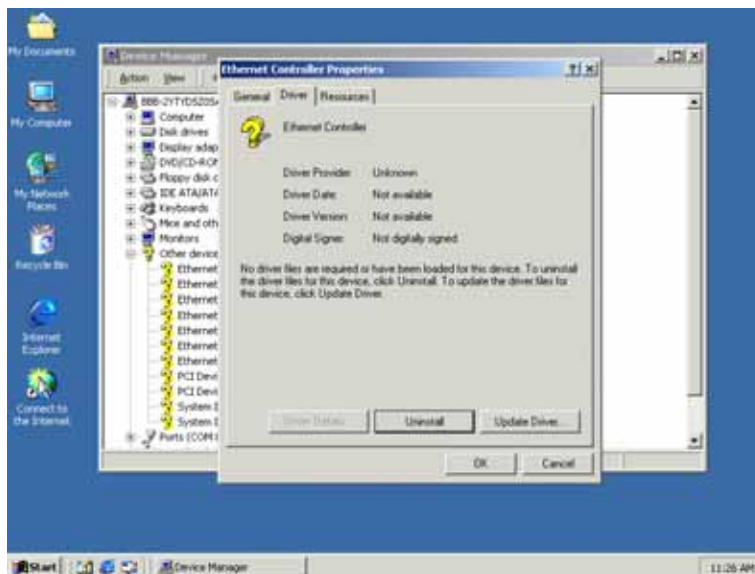 My Documents
My Computer
My Network
Places
Recycle Bin
Internet
Explorer
Connect to
the Internet
Device Manager
Action View
Computer
Disk drives
Display adap
DVD/CD-ROM
Floppy disk c
IDE ATA/ATA
Keyboards
Mice and oth
Monitors
Other device
Ethernet
Ethernet
Ethernet
Ethernet
Ethernet
Ethernet
Ethernet
PCI Devi
PCI Devi
System D
System D
Ports (COM
Ethernet Controller Properties
General Driver Resources
Ethernet Controller
Driver Provider: Unknown
Driver Date: Not available
Driver Version: Not available
Digital Signer: Not digitally signed
No driver files are required or have been loaded for this device. To uninstall
the driver files for this device, click Uninstall. To update the driver files for
this device, click Update Driver.
Driver Details Uninstall Update Driver...
OK Cancel
Start Device Manager 11:26 AM